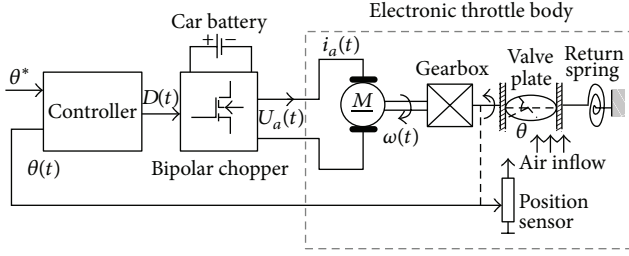 Electronic throttle body
Car battery
+ −
i_a(t)
Gearbox
Valve
plate
Return
spring
θ*
Controller
D(t)
U_a(t)
M
ω(t)
θ
θ(t)
Bipolar chopper
Air inflow
Position
sensor